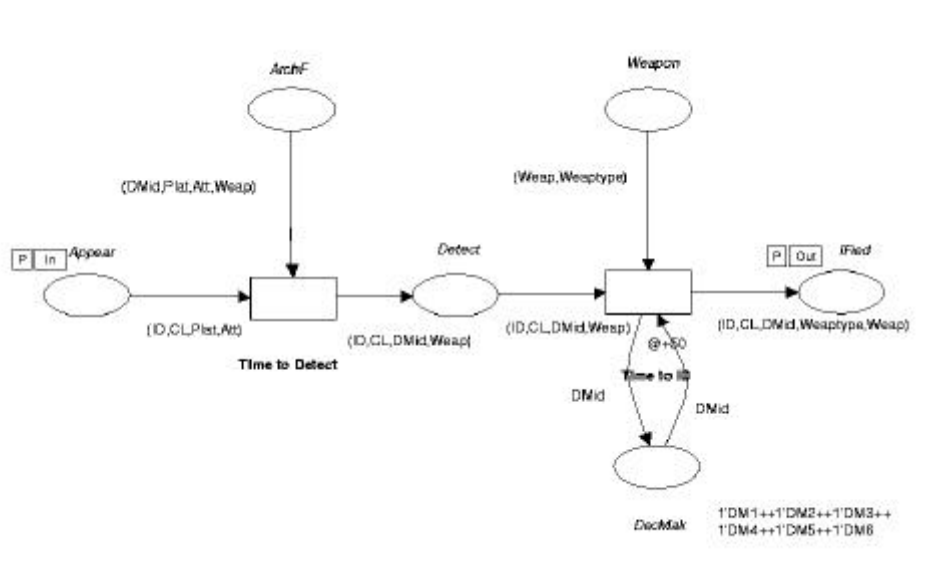 ArchF
Weapon
(DMid,Plat,Att,Weap)
(Weap,Weaptype)
P In Appear
Detect
P Out IFied
(ID,CL,Plat,Att)
(ID,CL,DMid,Weap)
(ID,CL,DMid,Weap)
(ID,CL,DMid,Weaptype,Weap)
@+50
Time to Detect
Time to ID
DMid
DMid
DecMak
1'DM1++1'DM2++1'DM3++
1'DM4++1'DM5++1'DM6